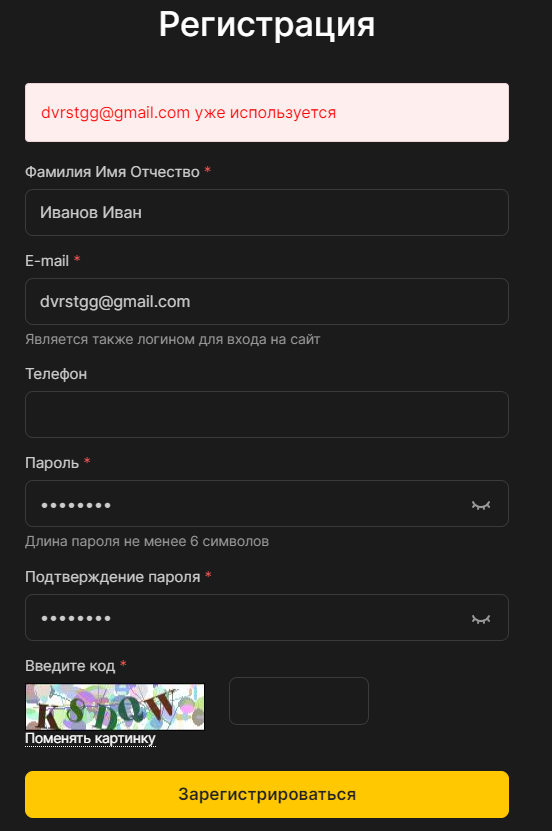 Регистрация
dvrstgg@gmail.com уже используется
Фамилия Имя Отчество *
Иванов Иван
E-mail *
dvrstgg@gmail.com
Является также логином для входа на сайт
Телефон
Пароль *
••••••••
Длина пароля не менее 6 символов
Подтверждение пароля *
••••••••
Введите код *
KSDQW
Поменять картинку
Зарегистрироваться